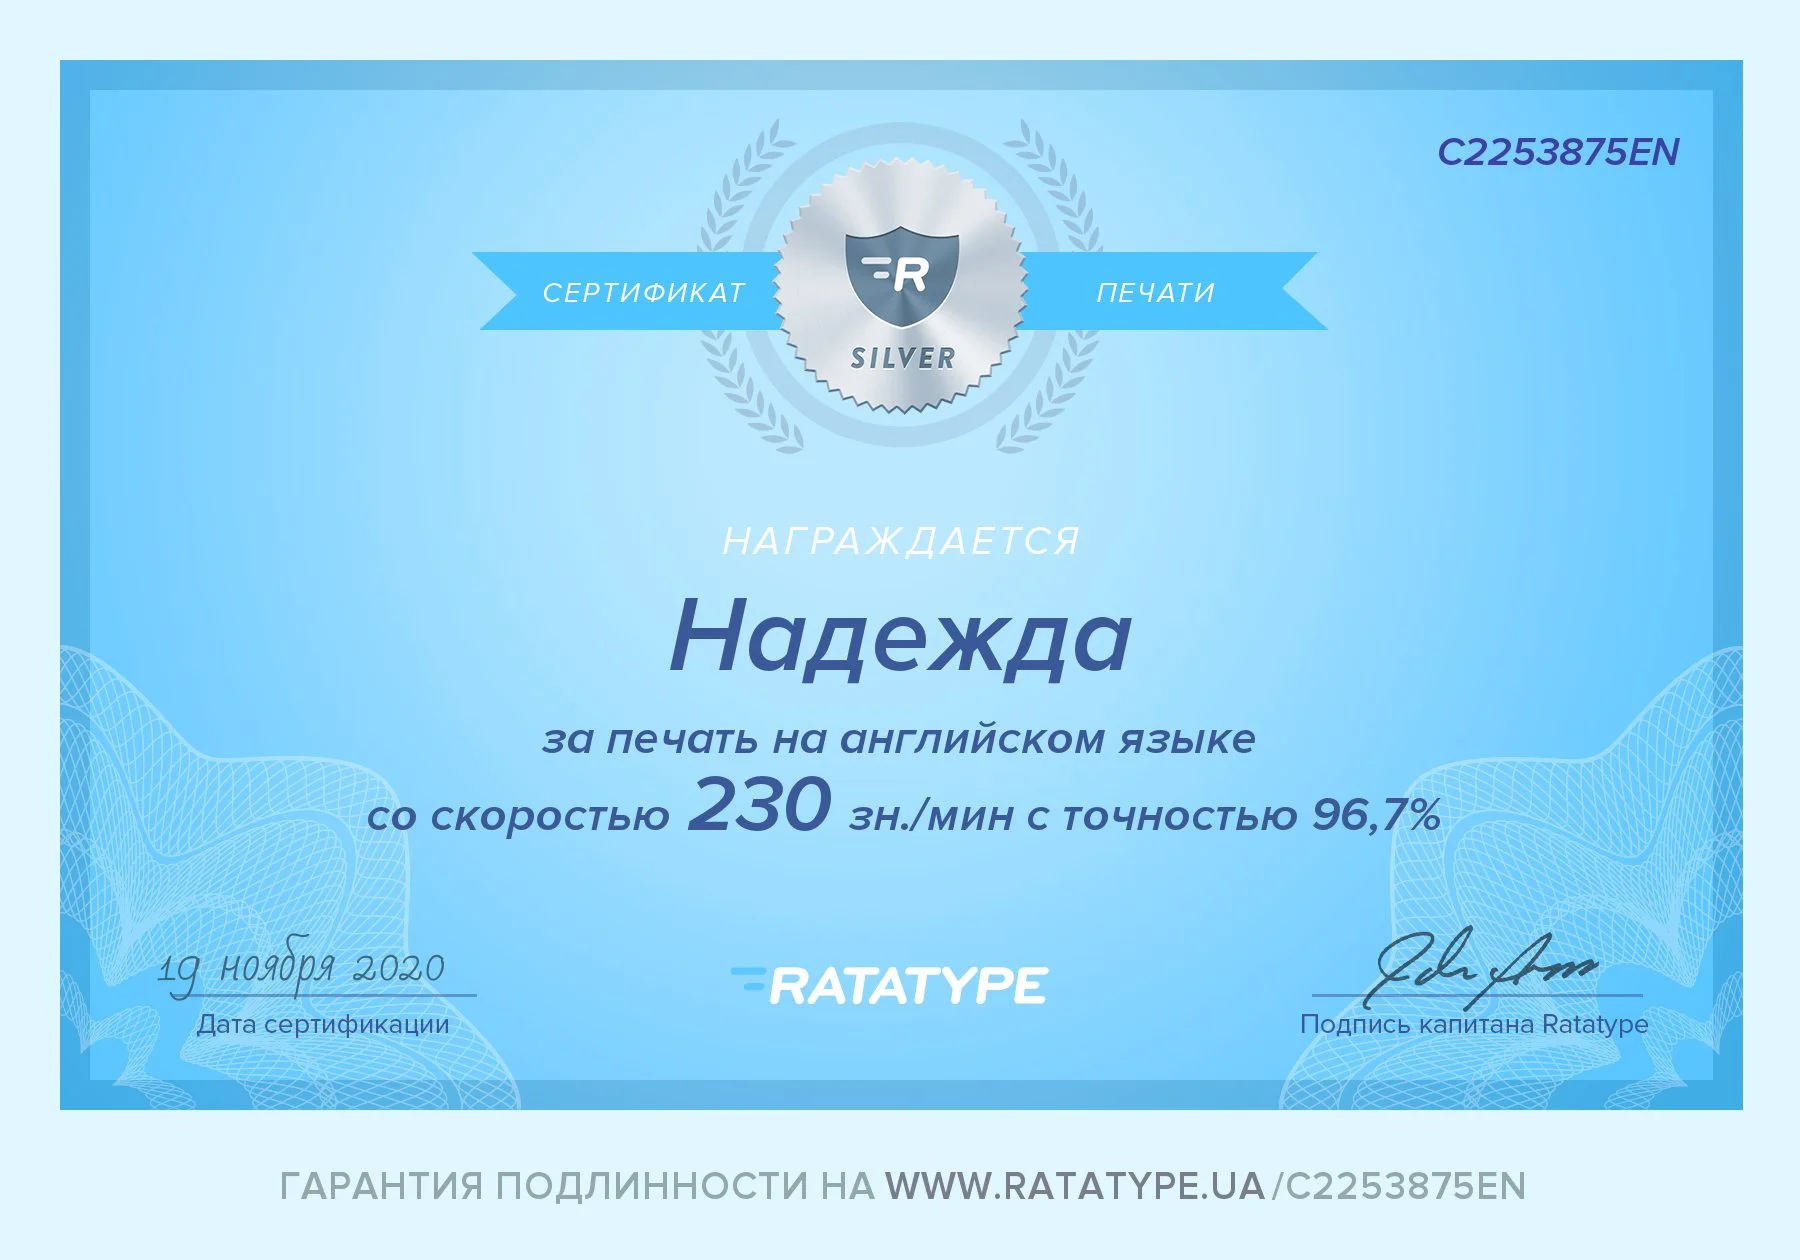 C2253875EN
СЕРТИФИКАТ
R
SILVER
ПЕЧАТИ
НАГРАЖДАЕТСЯ
Надежда
за печать на английском языке
со скоростью 230 зн./мин с точностью 96,7%
19 ноября 2020
Дата сертификации
RATATYPE
Подпись капитана Ratatype
ГАРАНТИЯ ПОДЛИННОСТИ НА WWW.RATATYPE.UA/C2253875EN